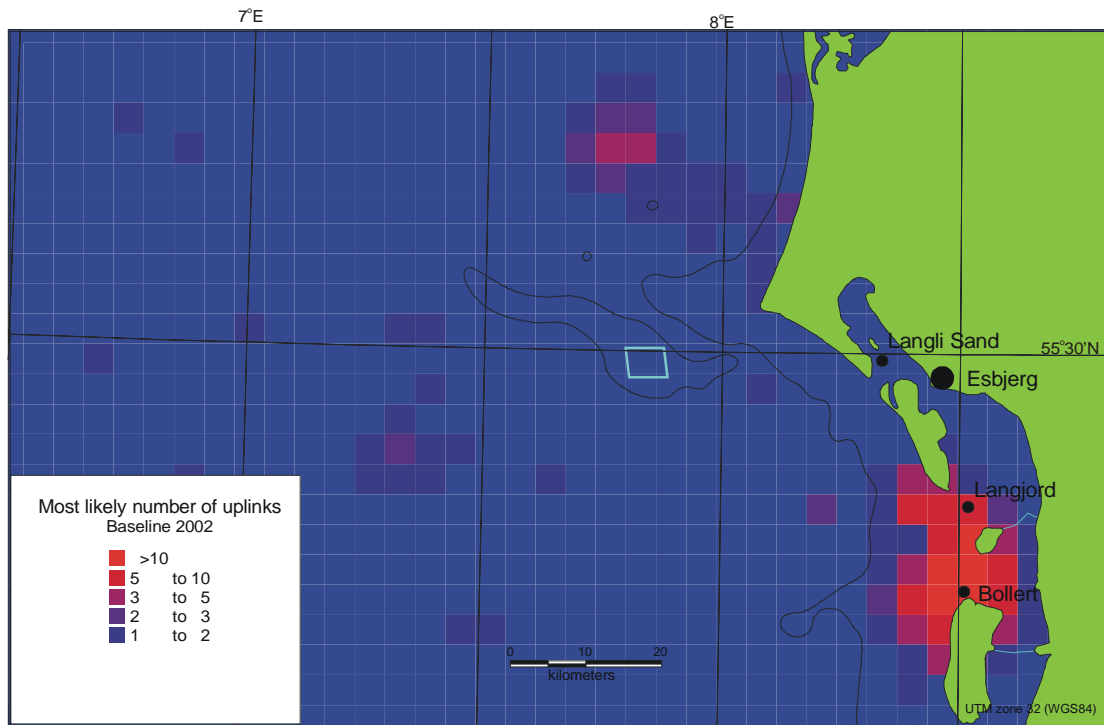 7°E
8°E
Langli Sand
55°30'N
Esbjerg
Most likely number of uplinks
Baseline 2002
>10
5 to 10
3 to 5
2 to 3
1 to 2
Langjord
Bollert
0 10 20
kilometers
UTM zone 32 (WGS84)